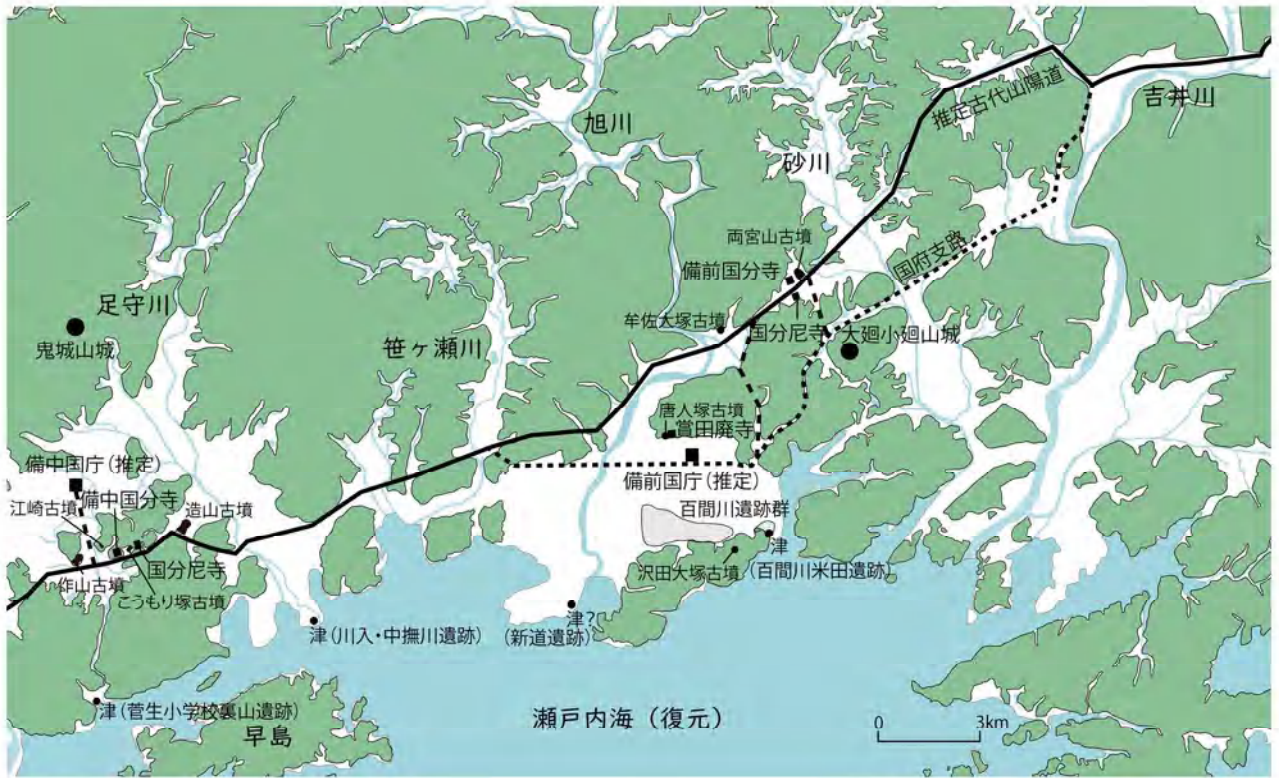 吉井川
推定古代山陽道
旭川
砂川
両宮山古墳
備前国分寺
国府支路
足守川
牟佐大塚古墳
国分尼寺
大廻小廻山城
鬼城山城
笹ヶ瀬川
唐人塚古墳
賞田廃寺
備中国庁(推定)
備前国庁(推定)
江崎古墳
備中国分寺
造山古墳
百間川遺跡群
津
(百間川米田遺跡)
沢田大塚古墳
国分尼寺
作山古墳
こうもり塚古墳
津?
(新道遺跡)
津(川入・中撫川遺跡)
津(菅生小学校裏山遺跡)
早島
瀬戸内海(復元)
0
3km